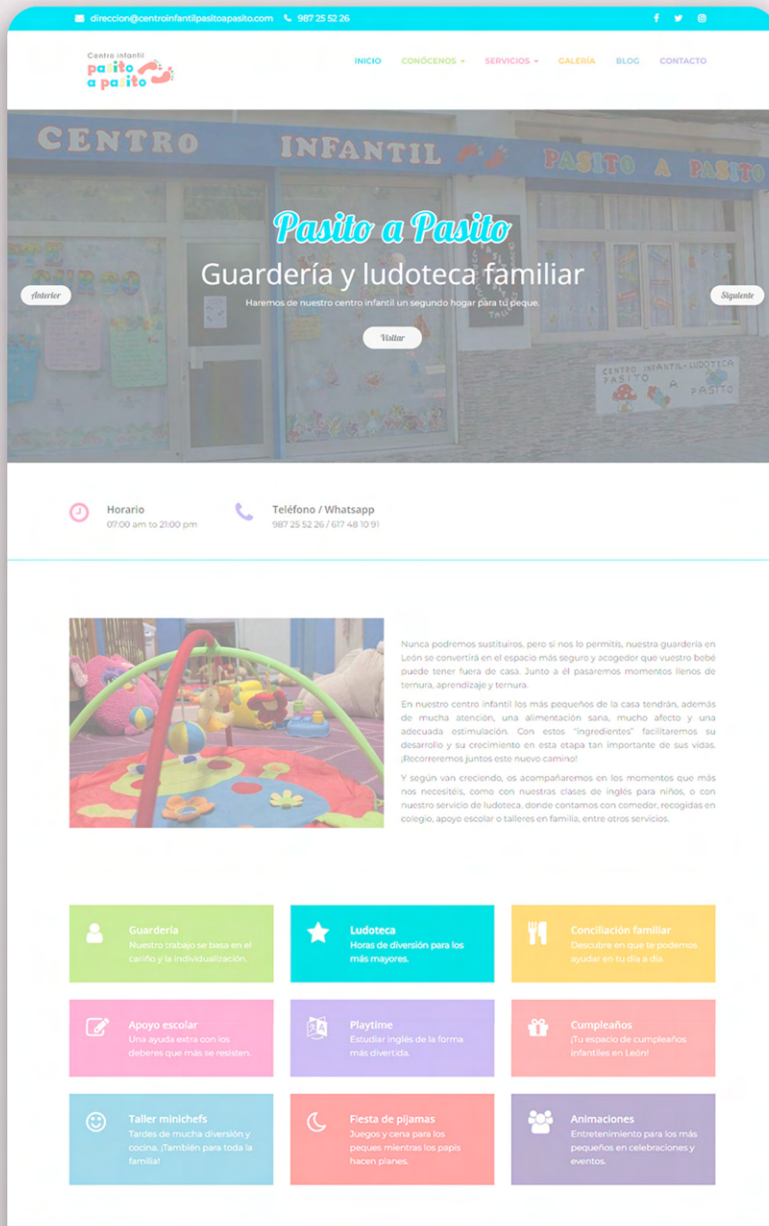 direccion@centroinfantilpasitoapasito.com 987 25 52 26
Centro infantil
pasito
a pasito
INICIO CONÓCENOS SERVICIOS GALERÍA BLOG CONTACTO
CENTRO INFANTIL PASITO A PASITO
Pasito a Pasito
Guardería y ludoteca familiar
Haremos de nuestro centro infantil un segundo hogar para tu peque.
Anterior
Siguiente
Visitar
CENTRO INFANTIL-LUDOTECA
PASITO
A
PASITO
Horario
07:00 am to 21:00 pm
Teléfono / Whatsapp
987 25 52 26 / 617 48 10 91
Nunca podremos sustituiros, pero si nos lo permitís, nuestra guardería en
León se convertirá en el espacio más seguro y acogedor que vuestro bebé
puede tener fuera de casa. Junto a él pasaremos momentos llenos de
ternura, aprendizaje y ternura.
En nuestro centro infantil los más pequeños de la casa tendrán, además
de mucha atención, una alimentación sana, mucho afecto y una
adecuada estimulación. Con estos "ingredientes" facilitaremos su
desarrollo y su crecimiento en esta etapa tan importante de sus vidas.
¡Recorreremos juntos este nuevo camino!
Y según van creciendo, os acompañaremos en los momentos que más
nos necesitéis, como con nuestras clases de inglés para niños, o con
nuestro servicio de ludoteca, donde contamos con comedor, recogidas en
colegio, apoyo escolar o talleres en familia, entre otros servicios.
Guardería
Nuestro trabajo se basa en el
cariño y la individualización.
Ludoteca
Horas de diversión para los
más mayores.
Conciliación familiar
Descubre en que te podemos
ayudar en tu día a día.
Apoyo escolar
Una ayuda extra con los
deberes que más se resisten.
Playtime
Estudiar inglés de la forma
más divertida.
Cumpleaños
¡Tu espacio de cumpleaños
infantiles en León!
Taller minichefs
Tardes de mucha diversión y
cocina. ¡También para toda la
familia!
Fiesta de pijamas
Juegos y cena para los
peques mientras los papis
hacen planes.
Animaciones
Entretenimiento para los más
pequeños en celebraciones y
eventos.